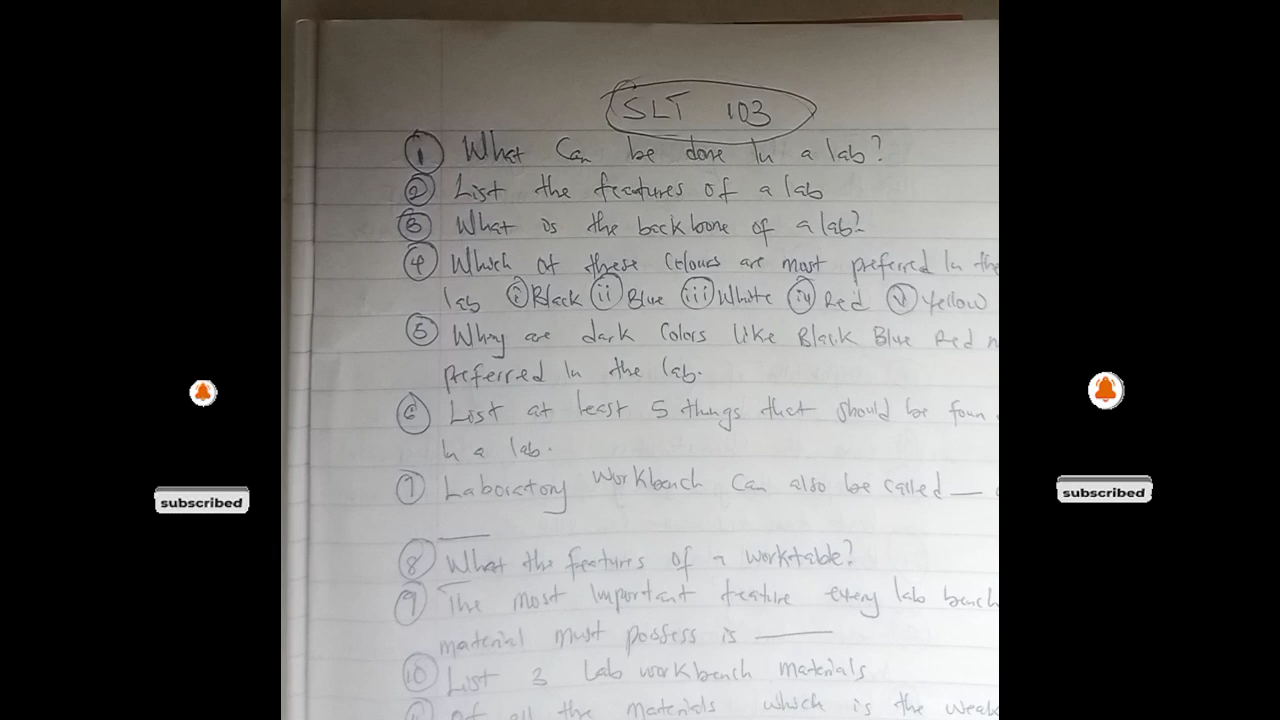 SLT 103
① What can be done In a lab?
② List the features of a lab
③ What is the backbone of a lab?
④ Which of these Colours are most preferred In the
lab ⓘ Black ⓘⓘ Blue ⓘⓘⓘ White ⓘⓥ Red ⓥ Yellow
⑤ Why are dark Colors like Black Blue Red
preferred In the lab.
⑥ List at least 5 things that should be foun
In a lab.
⑦ Laboratory Workbench Can also be called —
—
⑧ What the features of a worktable?
⑨ The most Important feature every lab bench
material must possess is —
⑩ List 3 Lab workbench materials
⑪ Of all the materials which is the weak
subscribed
subscribed